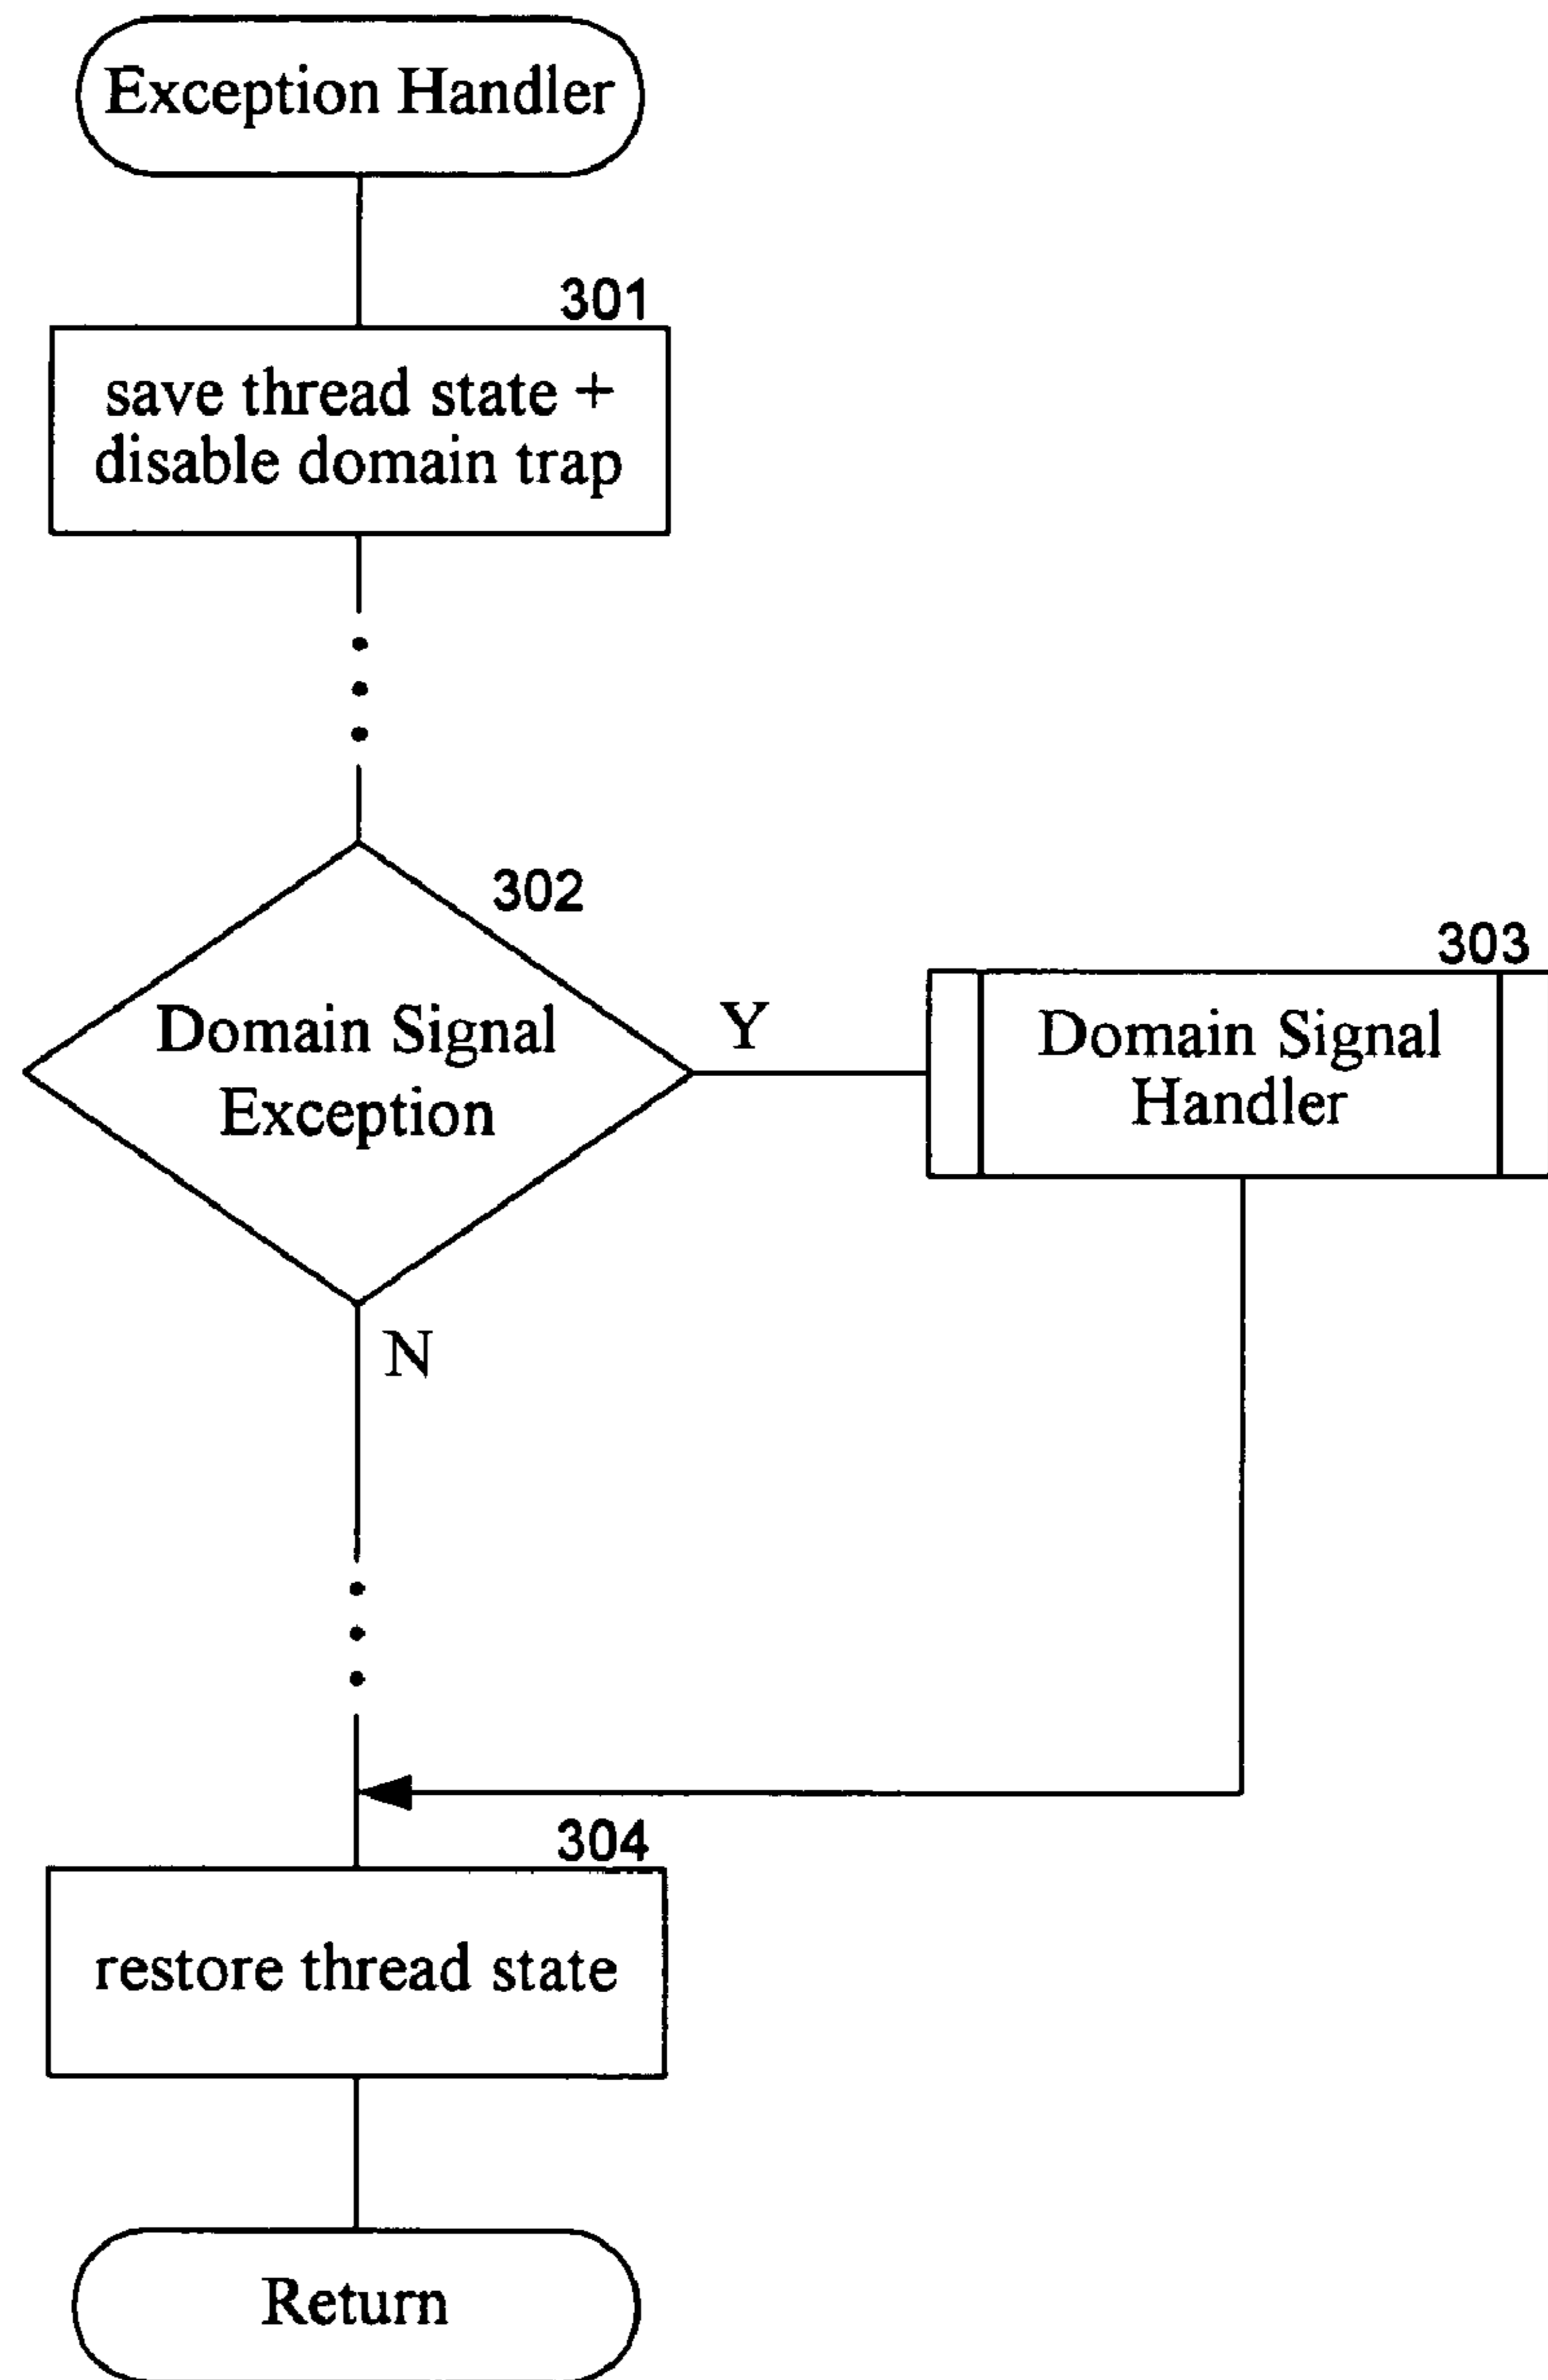 Exception Handler
301
save thread state +
disable domain trap
302
Domain Signal
Exception
Y
303
Domain Signal
Handler
N
304
restore thread state
Return